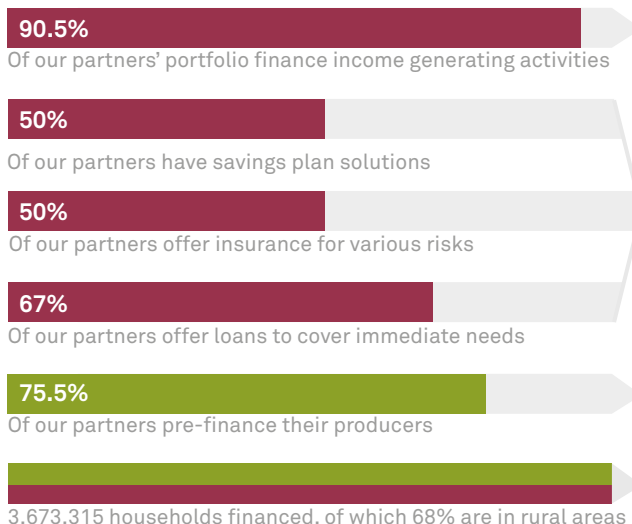 90.5%
Of our partners' portfolio finance income generating activities
50%
Of our partners have savings plan solutions
50%
Of our partners offer insurance for various risks
67%
Of our partners offer loans to cover immediate needs
75.5%
Of our partners pre-finance their producers
3.673.315 households financed, of which 68% are in rural areas